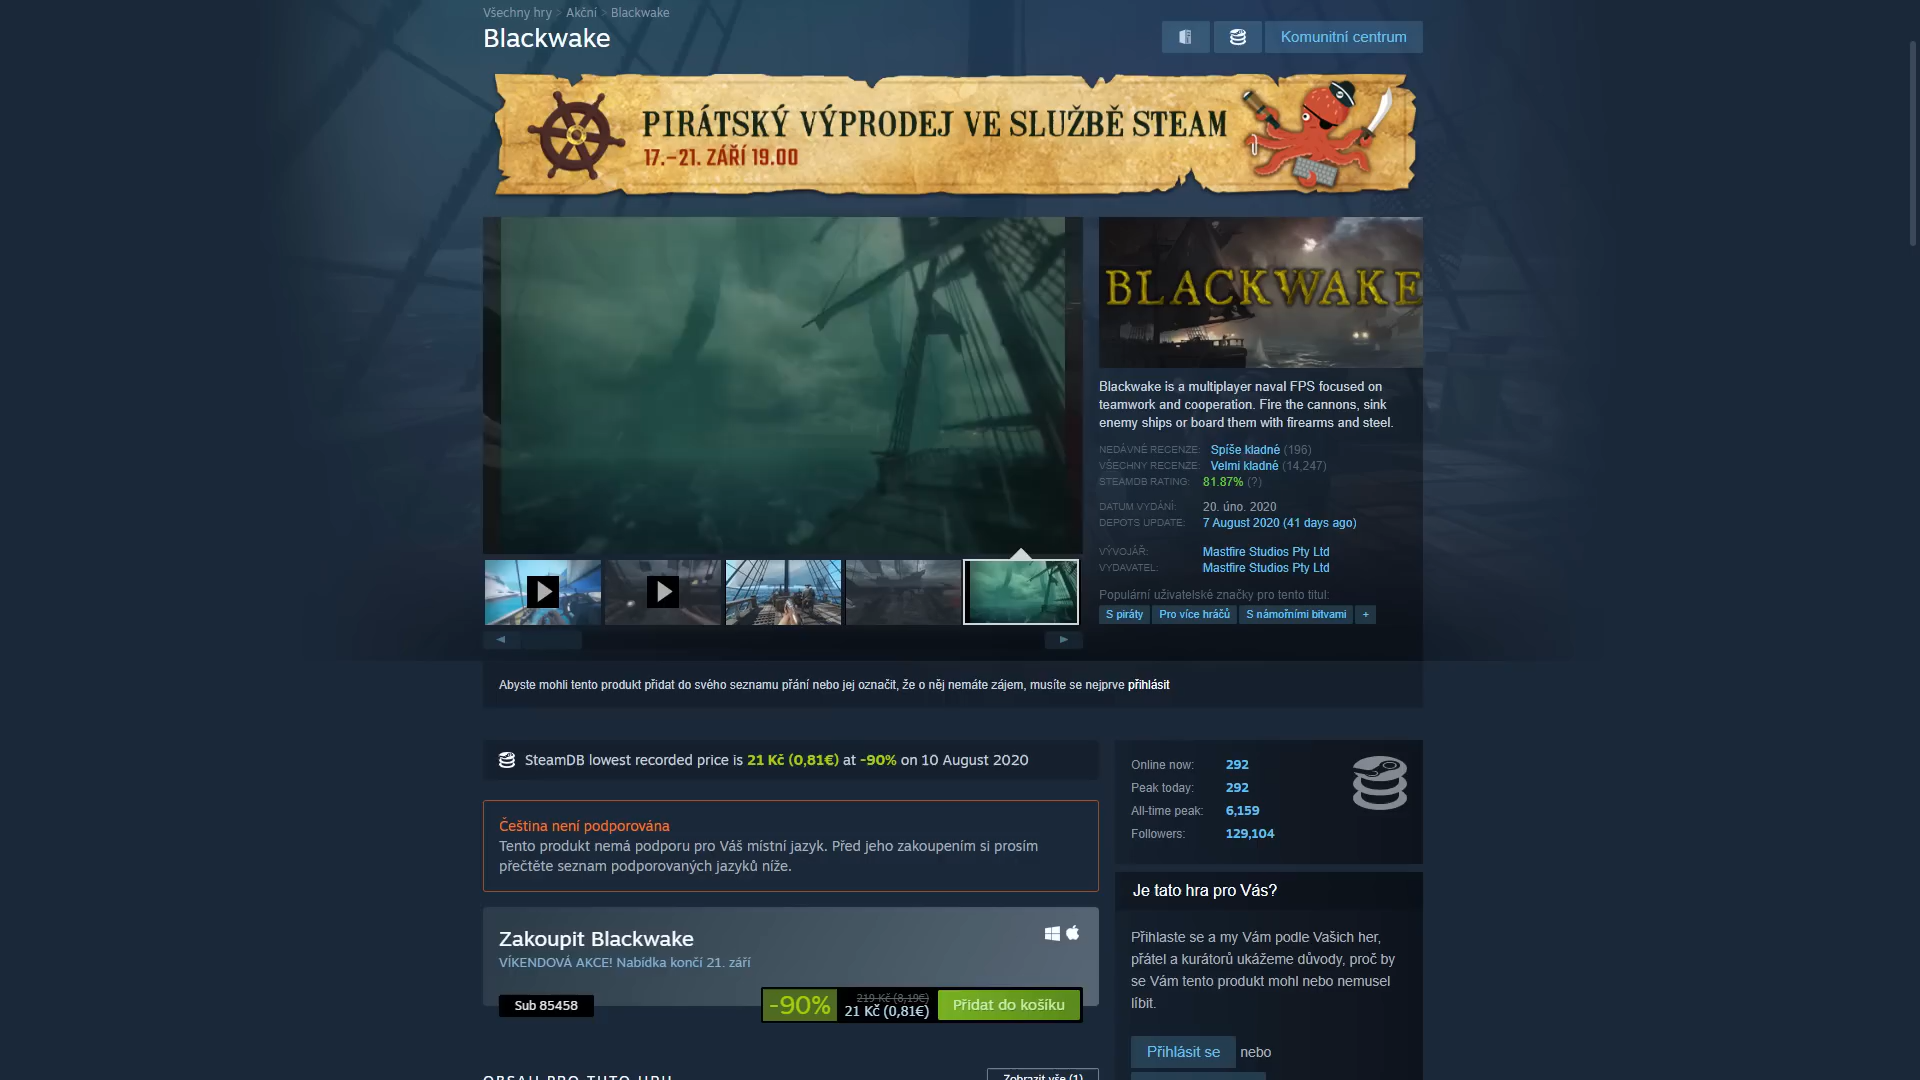 Všechny hry > Akční > Blackwake
Blackwake
Komunitní centrum
PIRÁTSKÝ VÝPRODEJ VE SLUŽBĚ STEAM
17.–21. ZÁŘÍ 19.00
BLACKWAKE
Blackwake is a multiplayer naval FPS focused on
teamwork and cooperation. Fire the cannons, sink
enemy ships or board them with firearms and steel.
NEDÁVNÉ RECENZE: Spíše kladné (196)
VŠECHNY RECENZE: Velmi kladné (14,247)
STEAMDB RATING: 81.87% (?)
DATUM VYDÁNÍ: 20. úno. 2020
DEPOTS UPDATE: 7 August 2020 (41 days ago)
VÝVOJÁŘ: Mastfire Studios Pty Ltd
VYDAVATEL: Mastfire Studios Pty Ltd
Populární uživatelské značky pro tento titul:
S piráty Pro více hráčů S námořními bitvami +
Abyste mohli tento produkt přidat do svého seznamu přání nebo jej označit, že o něj nemáte zájem, musíte se nejprve přihlásit
SteamDB lowest recorded price is 21 Kč (0,81€) at -90% on 10 August 2020
Čeština není podporována
Tento produkt nemá podporu pro Váš místní jazyk. Před jeho zakoupením si prosím
přečtěte seznam podporovaných jazyků níže.
Zakoupit Blackwake
VÍKENDOVÁ AKCE! Nabídka končí 21. září
Sub 85458
-90%
219 Kč (8,19€)
21 Kč (0,81€)
Přidat do košíku
OBSAH PRO TUTO HRU
Zobrazit vše (1)
Online now: 292
Peak today: 292
All-time peak: 6,159
Followers: 129,104
Je tato hra pro Vás?
Přihlaste se a my Vám podle Vašich her,
přátel a kurátorů ukážeme důvody, proč by
se Vám tento produkt mohl nebo nemusel
líbit.
Přihlásit se nebo